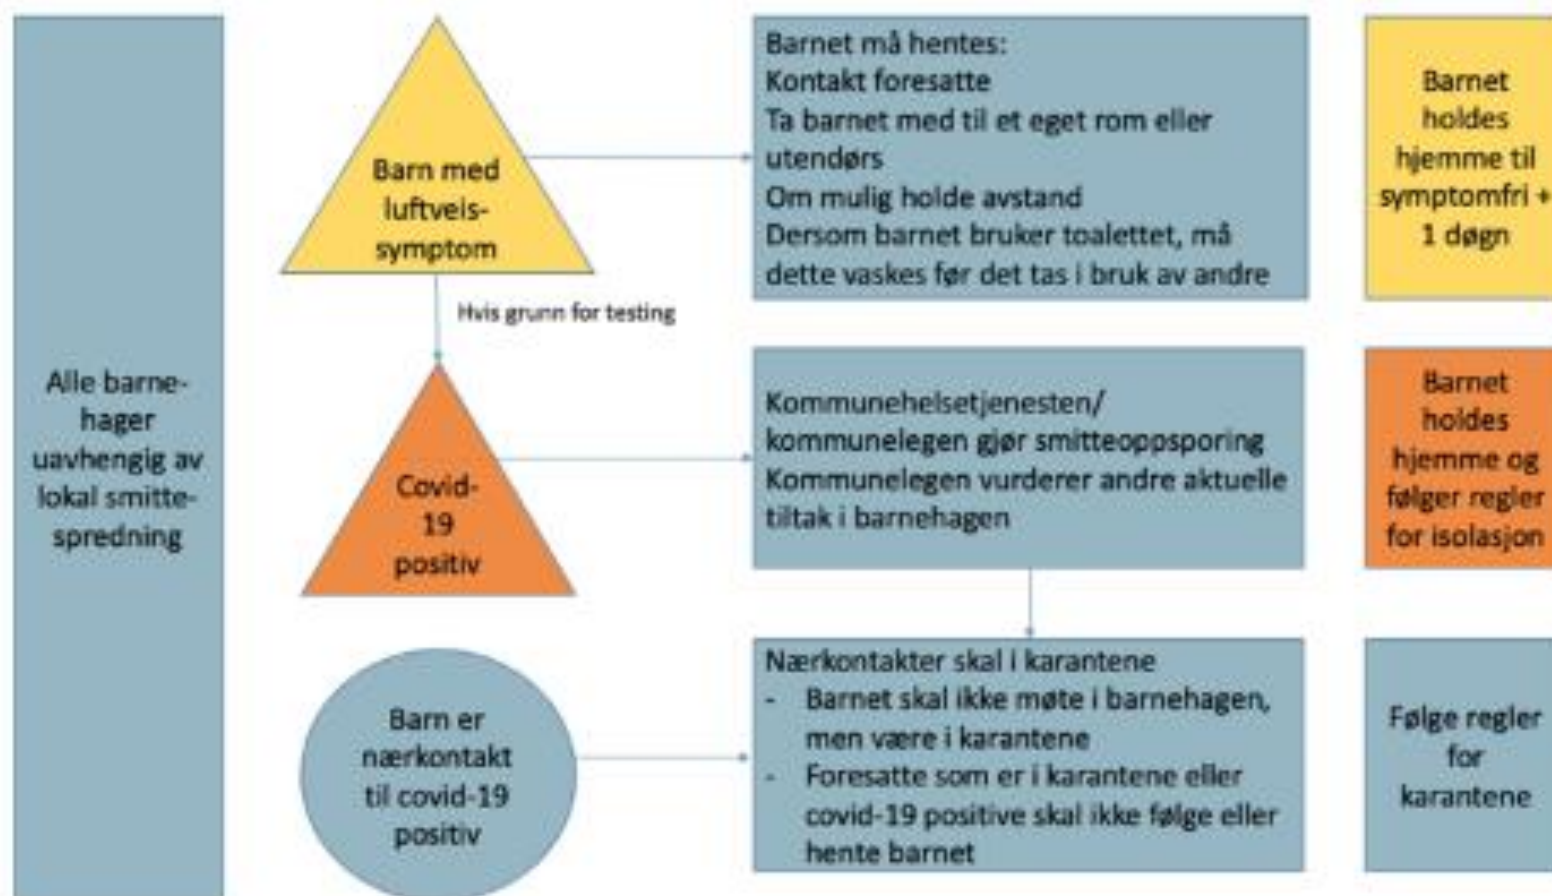 Alle barne-
hager
uavhengig av
lokal smitte-
spredning
Barn med
luftveis-
symptom
Barnet må hentes:
Kontakt foresatte
Ta barnet med til et eget rom eller
utendørs
Om mulig holde avstand
Dersom barnet bruker toalettet, må
dette vaskes før det tas i bruk av andre
Barnet
holdes
hjemme til
symptomfri +
1 døgn
Hvis grunn for testing
Covid-
19
positiv
Kommunehelsetjenesten/
kommunelegen gjør smitteoppsporing
Kommunelegen vurderer andre aktuelle
tiltak i barnehagen
Barnet
holdes
hjemme og
følger regler
for isolasjon
Barn er
nærkontakt
til covid-19
positiv
Nærkontakter skal i karantene
- Barnet skal ikke møte i barnehagen,
men være i karantene
- Foresatte som er i karantene eller
covid-19 positive skal ikke følge eller
hente barnet
Følge regler
for
karantene